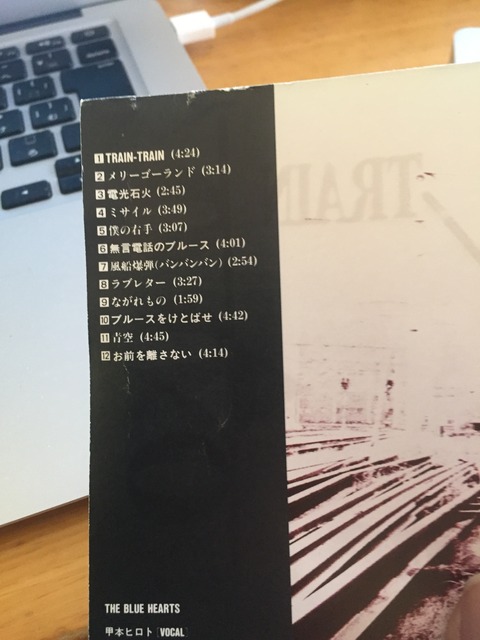 1 TRAIN-TRAIN (4:24)
2 メリーゴーランド (3:14)
3 電光石火 (2:45)
4 ミサイル (3:49)
5 僕の右手 (3:07)
6 無言電話のブルース (4:01)
7 風船爆弾(バンバンバン) (2:54)
8 ラブレター (3:27)
9 ながれもの (1:59)
10 ブルースをけとばせ (4:42)
11 青空 (4:45)
12 お前を離さない (4:14)
TRAIN
THE BLUE HEARTS
甲本ヒロト [VOCAL]